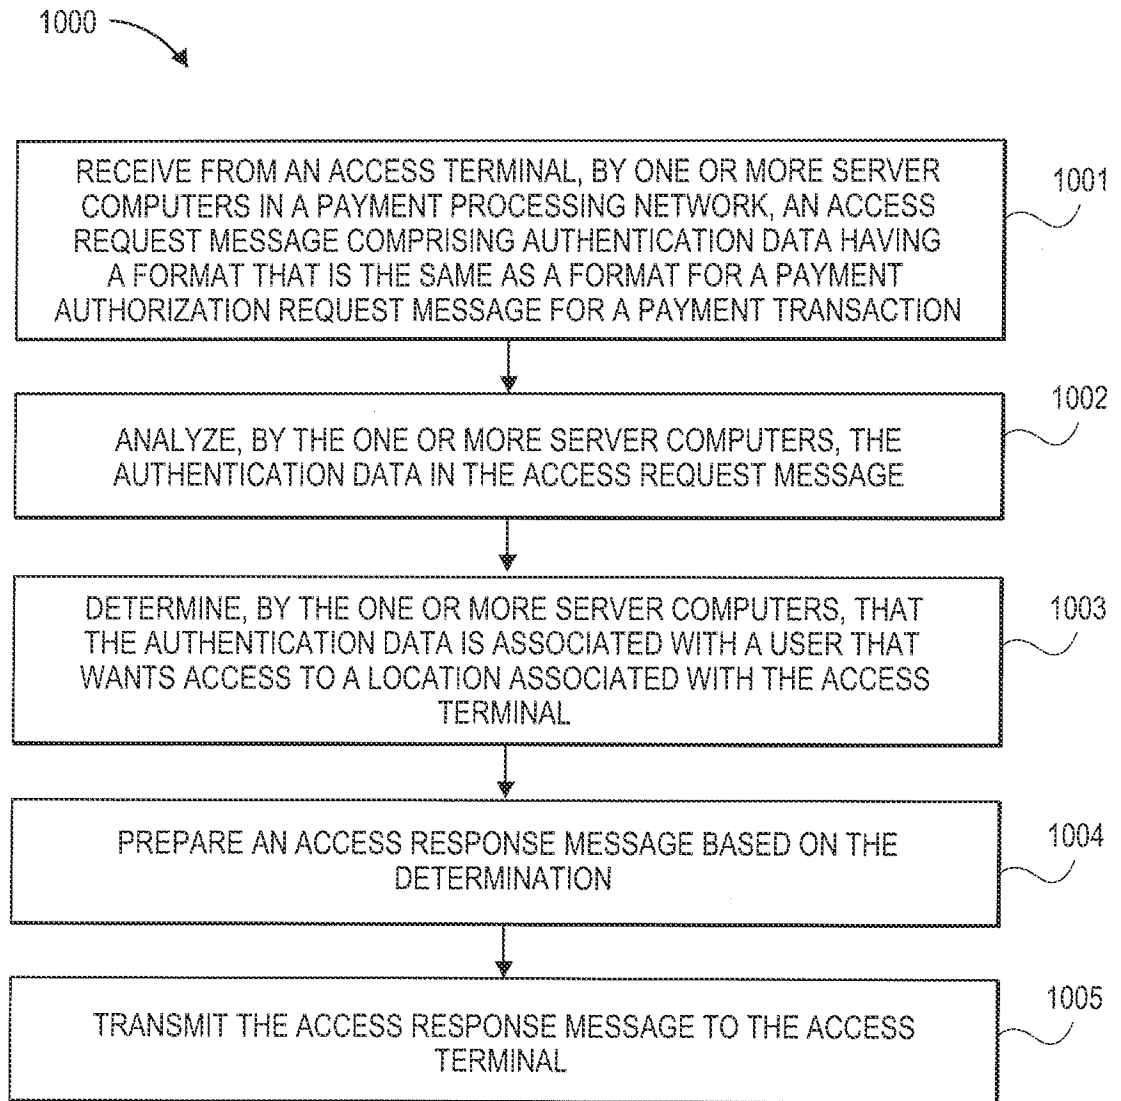 1000
RECEIVE FROM AN ACCESS TERMINAL, BY ONE OR MORE SERVER
COMPUTERS IN A PAYMENT PROCESSING NETWORK, AN ACCESS
REQUEST MESSAGE COMPRISING AUTHENTICATION DATA HAVING
A FORMAT THAT IS THE SAME AS A FORMAT FOR A PAYMENT
AUTHORIZATION REQUEST MESSAGE FOR A PAYMENT TRANSACTION
1001
ANALYZE, BY THE ONE OR MORE SERVER COMPUTERS, THE
AUTHENTICATION DATA IN THE ACCESS REQUEST MESSAGE
1002
DETERMINE, BY THE ONE OR MORE SERVER COMPUTERS, THAT
THE AUTHENTICATION DATA IS ASSOCIATED WITH A USER THAT
WANTS ACCESS TO A LOCATION ASSOCIATED WITH THE ACCESS
TERMINAL
1003
PREPARE AN ACCESS RESPONSE MESSAGE BASED ON THE
DETERMINATION
1004
TRANSMIT THE ACCESS RESPONSE MESSAGE TO THE ACCESS
TERMINAL
1005